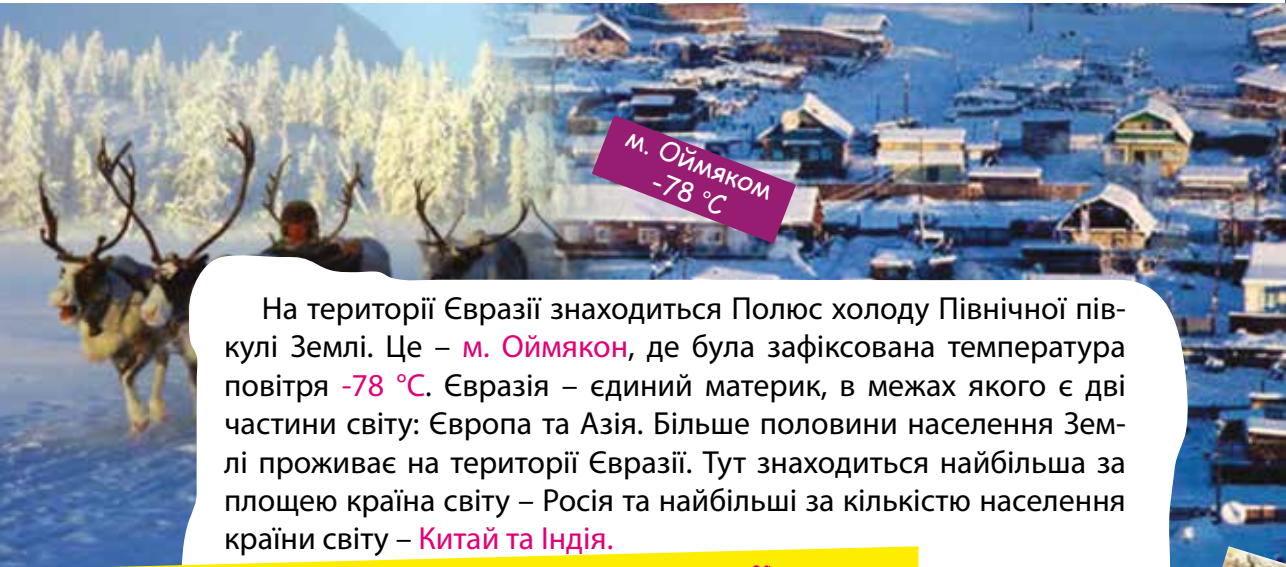 м. Оймяком
-78 °C
На території Євразії знаходиться Полюс холоду Північної пів-
кулі Землі. Це – м. Оймякон, де була зафіксована температура
повітря -78 °C. Євразія – єдиний материк, в межах якого є дві
частини світу: Європа та Азія. Більше половини населення Зем-
лі проживає на території Євразії. Тут знаходиться найбільша за
площею країна світу – Росія та найбільші за кількістю населення
країни світу – Китай та Індія.